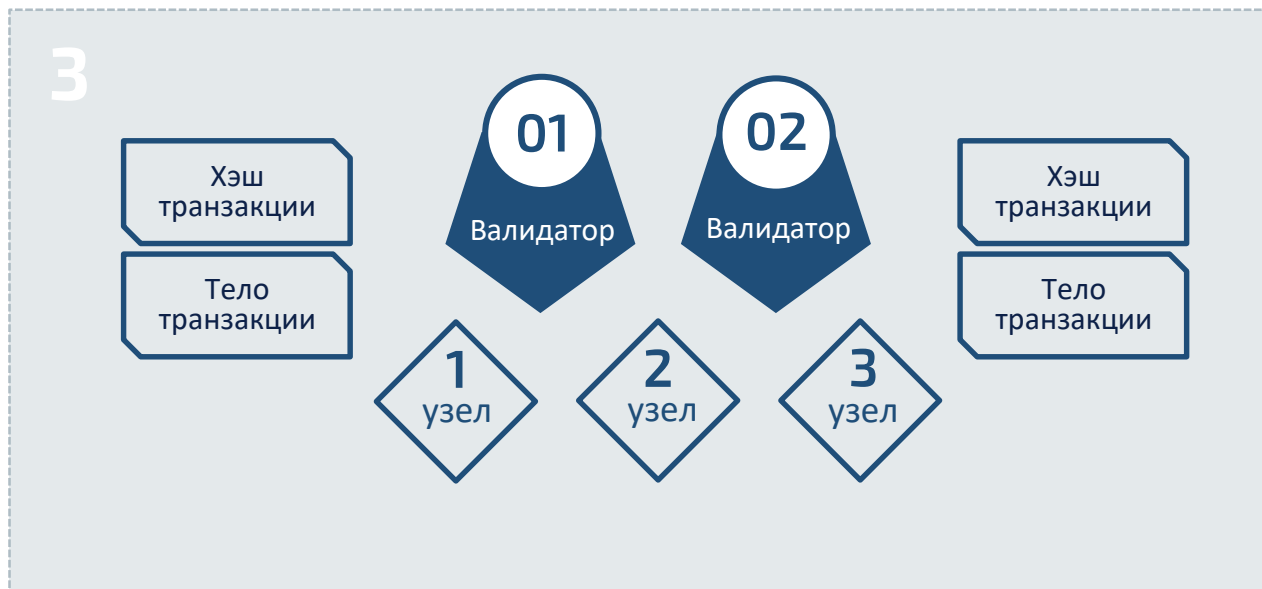 3
Хэш
транзакции
Тело
транзакции
01
Валидатор
02
Валидатор
Хэш
транзакции
Тело
транзакции
1
узел
2
узел
3
узел